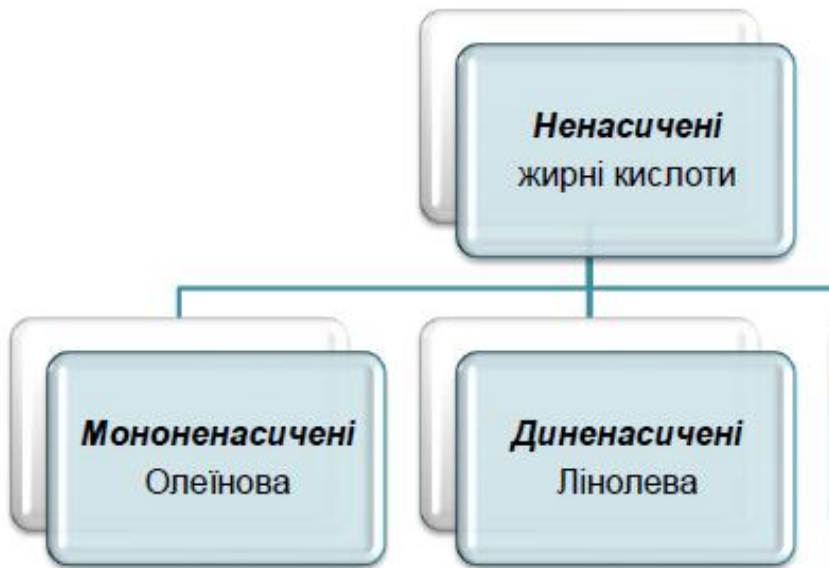 Ненасичені
жирні кислоти
Мононенасичені
Олеїнова
Диненасичені
Лінолева